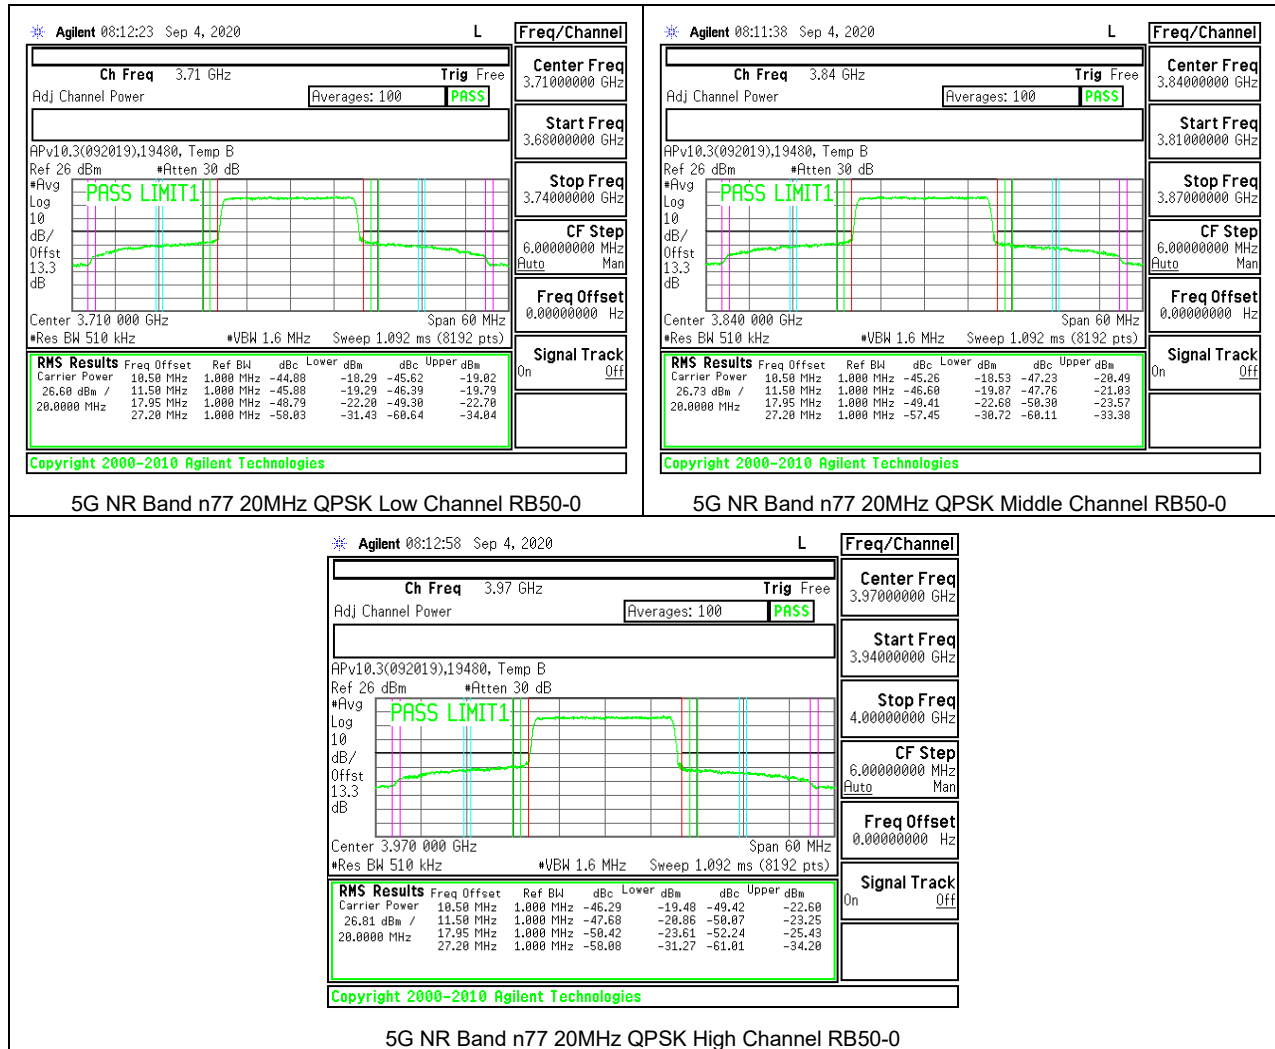 Agilent 08:12:23 Sep 4, 2020 L
Freq/Channel
Ch Freq 3.71 GHz Trig Free
Adj Channel Power Averages: 100 PASS
APv10.3(092019),19480, Temp B
Ref 26 dBm #Atten 30 dB
#Avg
Log
10
dB/
Offst
13.3
dB
PASS LIMIT1
Center 3.710 000 GHz Span 60 MHz
#Res BW 510 kHz #VBW 1.6 MHz Sweep 1.092 ms (8192 pts)
RMS Results Freq Offset Ref BW dBc Lower dBm dBc Upper dBm
Carrier Power 10.50 MHz 1.000 MHz -44.88 -18.29 -45.62 -19.02
26.60 dBm / 11.50 MHz 1.000 MHz -45.88 -19.29 -46.39 -19.79
20.0000 MHz 17.95 MHz 1.000 MHz -48.79 -22.20 -49.30 -22.70
27.20 MHz 1.000 MHz -58.03 -31.43 -60.64 -34.04
Copyright 2000-2010 Agilent Technologies
Center Freq
3.71000000 GHz
Start Freq
3.68000000 GHz
Stop Freq
3.74000000 GHz
CF Step
6.00000000 MHz
Auto Man
Freq Offset
0.00000000 Hz
Signal Track
On Off
5G NR Band n77 20MHz QPSK Low Channel RB50-0
Agilent 08:11:38 Sep 4, 2020 L
Freq/Channel
Ch Freq 3.84 GHz Trig Free
Adj Channel Power Averages: 100 PASS
APv10.3(092019),19480, Temp B
Ref 26 dBm #Atten 30 dB
#Avg
Log
10
dB/
Offst
13.3
dB
PASS LIMIT1
Center 3.840 000 GHz Span 60 MHz
#Res BW 510 kHz #VBW 1.6 MHz Sweep 1.092 ms (8192 pts)
RMS Results Freq Offset Ref BW dBc Lower dBm dBc Upper dBm
Carrier Power 10.50 MHz 1.000 MHz -45.26 -18.53 -47.23 -20.49
26.73 dBm / 11.50 MHz 1.000 MHz -46.60 -19.87 -47.76 -21.03
20.0000 MHz 17.95 MHz 1.000 MHz -49.41 -22.68 -50.30 -23.57
27.20 MHz 1.000 MHz -57.45 -30.72 -60.11 -33.38
Copyright 2000-2010 Agilent Technologies
Center Freq
3.84000000 GHz
Start Freq
3.81000000 GHz
Stop Freq
3.87000000 GHz
CF Step
6.00000000 MHz
Auto Man
Freq Offset
0.00000000 Hz
Signal Track
On Off
5G NR Band n77 20MHz QPSK Middle Channel RB50-0
Agilent 08:12:58 Sep 4, 2020 L
Freq/Channel
Ch Freq 3.97 GHz Trig Free
Adj Channel Power Averages: 100 PASS
APv10.3(092019),19480, Temp B
Ref 26 dBm #Atten 30 dB
#Avg
Log
10
dB/
Offst
13.3
dB
PASS LIMIT1
Center 3.970 000 GHz Span 60 MHz
#Res BW 510 kHz #VBW 1.6 MHz Sweep 1.092 ms (8192 pts)
RMS Results Freq Offset Ref BW dBc Lower dBm dBc Upper dBm
Carrier Power 10.50 MHz 1.000 MHz -46.29 -19.48 -49.42 -22.60
26.81 dBm / 11.50 MHz 1.000 MHz -47.68 -20.86 -50.07 -23.25
20.0000 MHz 17.95 MHz 1.000 MHz -50.42 -23.61 -52.24 -25.43
27.20 MHz 1.000 MHz -58.08 -31.27 -61.01 -34.20
Copyright 2000-2010 Agilent Technologies
Center Freq
3.97000000 GHz
Start Freq
3.94000000 GHz
Stop Freq
4.00000000 GHz
CF Step
6.00000000 MHz
Auto Man
Freq Offset
0.00000000 Hz
Signal Track
On Off
5G NR Band n77 20MHz QPSK High Channel RB50-0